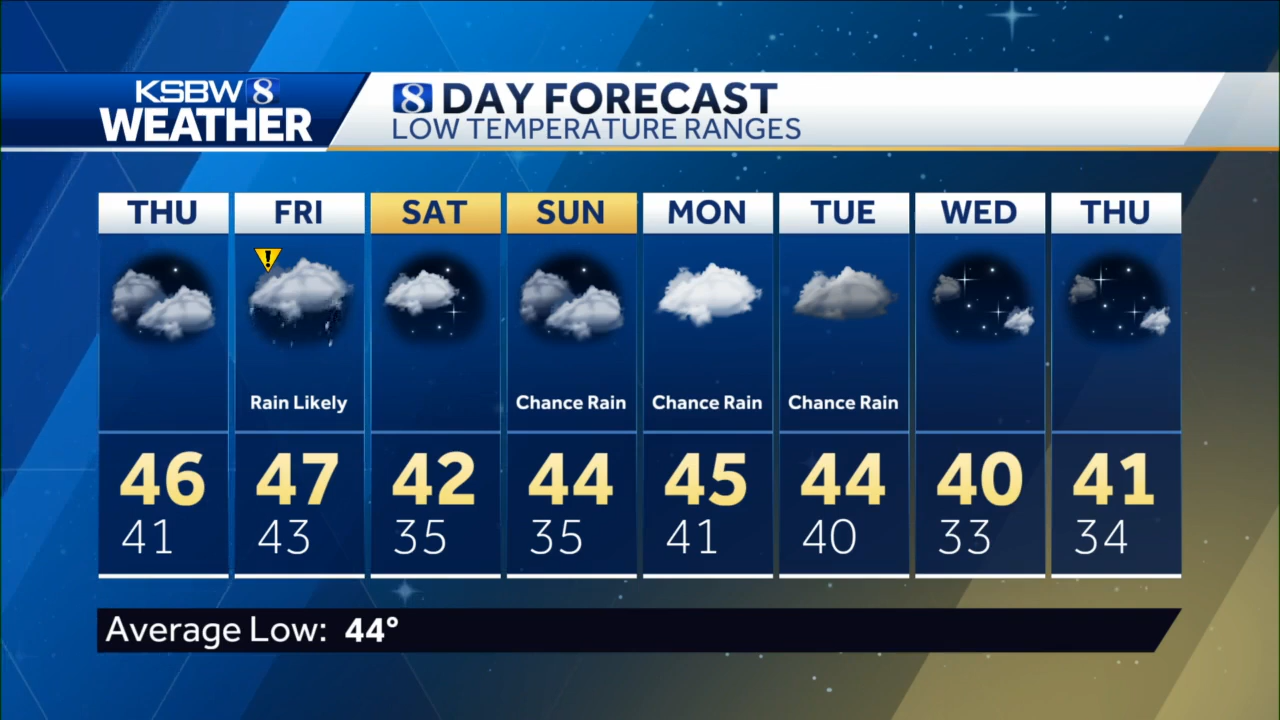 KSBW 8
WEATHER
8 DAY FORECAST
LOW TEMPERATURE RANGES
THU FRI SAT SUN MON TUE WED THU
!
Rain Likely Chance Rain Chance Rain Chance Rain
46 47 42 44 45 44 40 41
41 43 35 35 41 40 33 34
Average Low: 44°